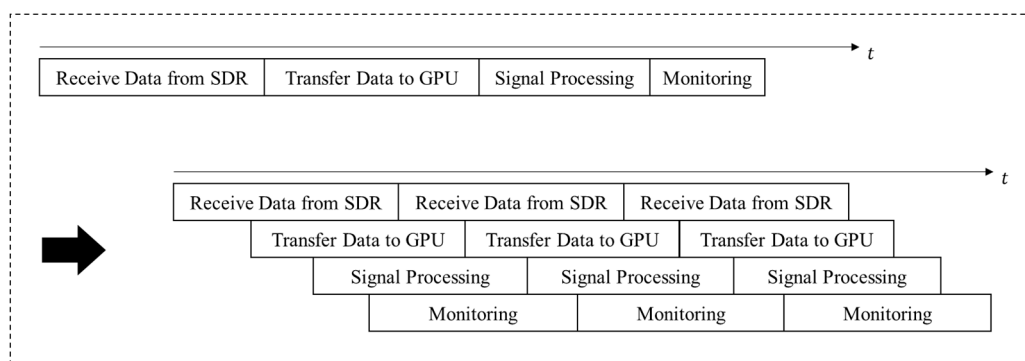 t
Receive Data from SDR Transfer Data to GPU Signal Processing Monitoring
t
Receive Data from SDR Receive Data from SDR Receive Data from SDR
Transfer Data to GPU Transfer Data to GPU Transfer Data to GPU
Signal Processing Signal Processing Signal Processing
Monitoring Monitoring Monitoring